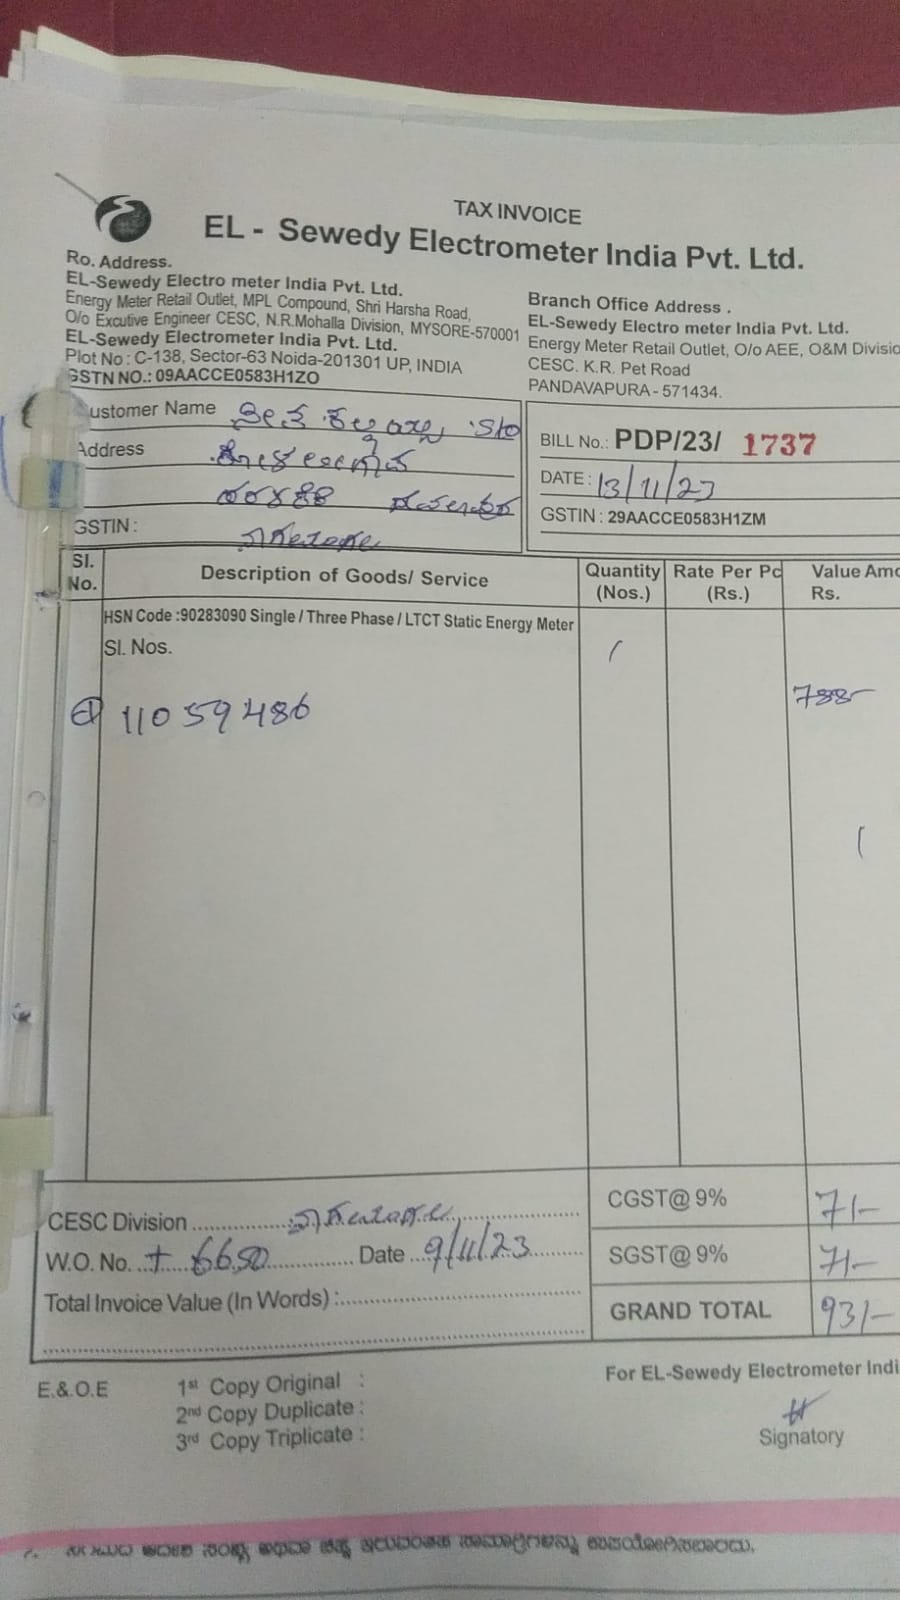 TAX INVOICE
EL - Sewedy Electrometer India Pvt. Ltd.
Ro. Address.
EL-Sewedy Electro meter India Pvt. Ltd.
Energy Meter Retail Outlet, MPL Compound, Shri Harsha Road,
O/o Excutive Engineer CESC, N.R.Mohalla Division, MYSORE-570001
EL-Sewedy Electrometer India Pvt. Ltd.
Plot No : C-138, Sector-63 Noida-201301 UP, INDIA
GSTN NO.: 09AACCE0583H1ZO
Branch Office Address .
EL-Sewedy Electro meter India Pvt. Ltd.
Energy Meter Retail Outlet, O/o AEE, O&M Divisio
CESC. K.R. Pet Road
PANDAVAPURA - 571434.
Customer Name S/o
Address
GSTIN :
BILL No.: PDP/23/ 1737
DATE : 13/11/23
GSTIN : 29AACCE0583H1ZM
Sl. No. Description of Goods/ Service Quantity (Nos.) Rate Per Pc (Rs.) Value Amo Rs.
HSN Code :90283090 Single / Three Phase / LTCT Static Energy Meter
Sl. Nos. 1
788-
11059486
CESC Division
W.O. No. 6650 Date 9/11/23
Total Invoice Value (In Words) :
CGST@ 9% 71/-
SGST@ 9% 71/-
GRAND TOTAL 931/-
E.& .O.E
1st Copy Original :
2nd Copy Duplicate :
3rd Copy Triplicate :
For EL-Sewedy Electrometer Indi
Signatory